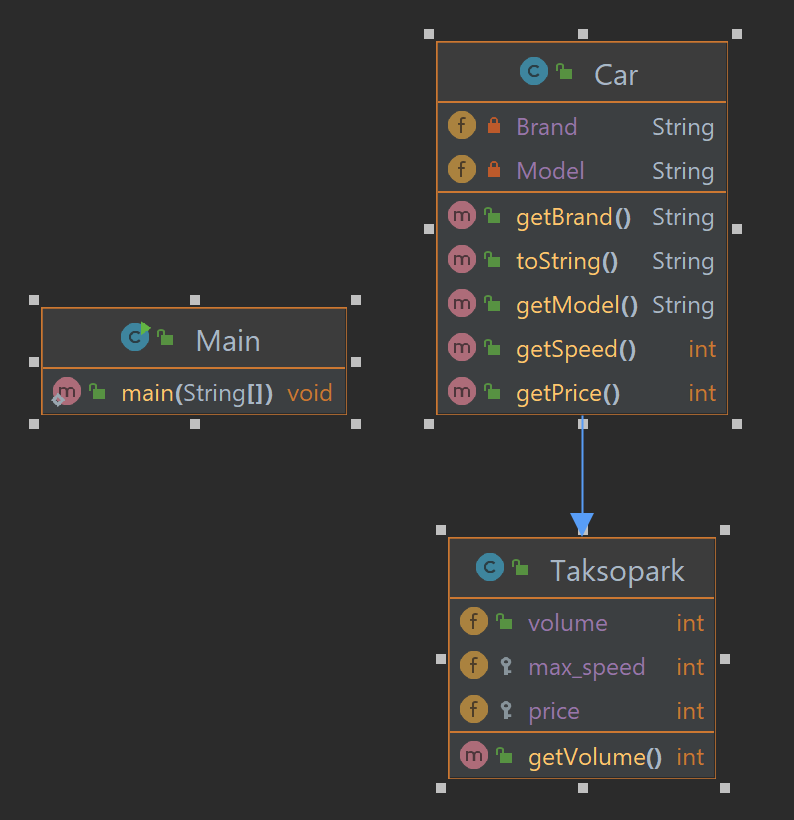 Car
f Brand String
f Model String
m getBrand() String
m toString() String
m getModel() String
m getSpeed() int
m getPrice() int
C Main
m main(String[]) void
C Taksopark
f volume int
f max_speed int
f price int
m getVolume() int